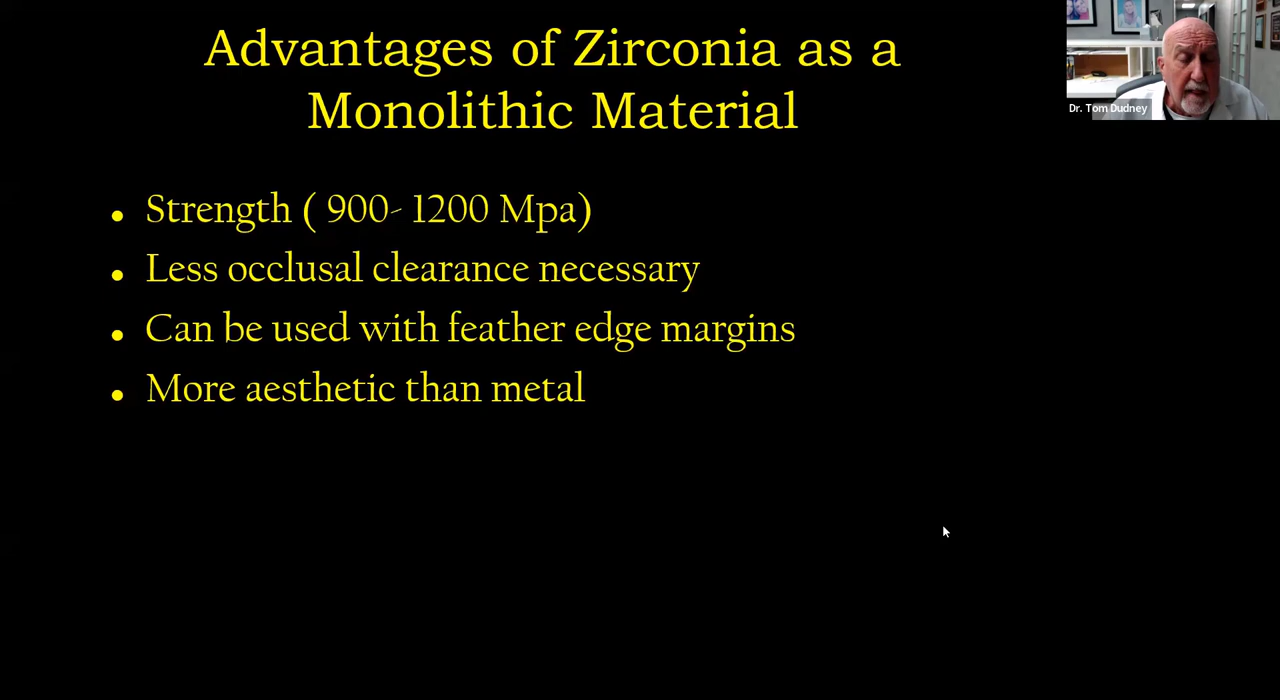 Advantages of Zirconia as a
Monolithic Material
Dr. Tom Dudney
• Strength ( 900- 1200 Mpa)
• Less occlusal clearance necessary
• Can be used with feather edge margins
• More aesthetic than metal